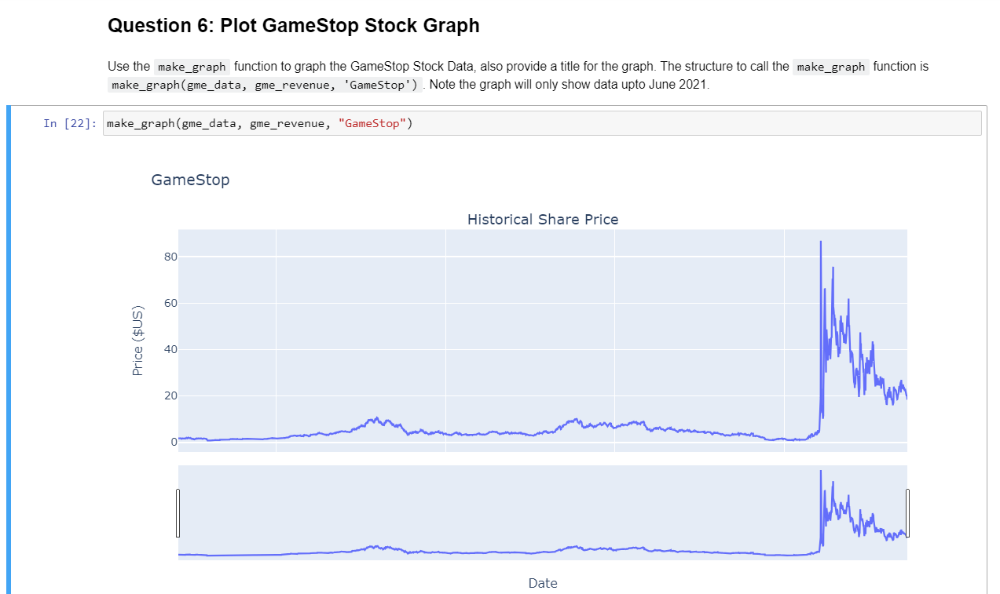 Question 6: Plot GameStop Stock Graph
Use the make_graph function to graph the GameStop Stock Data, also provide a title for the graph. The structure to call the make_graph function is
make_graph(gme_data, gme_revenue, 'GameStop') . Note the graph will only show data upto June 2021.
In [22]: make_graph(gme_data, gme_revenue, "GameStop")
GameStop
Historical Share Price
80
60
40
20
0
Price ($US)
Date